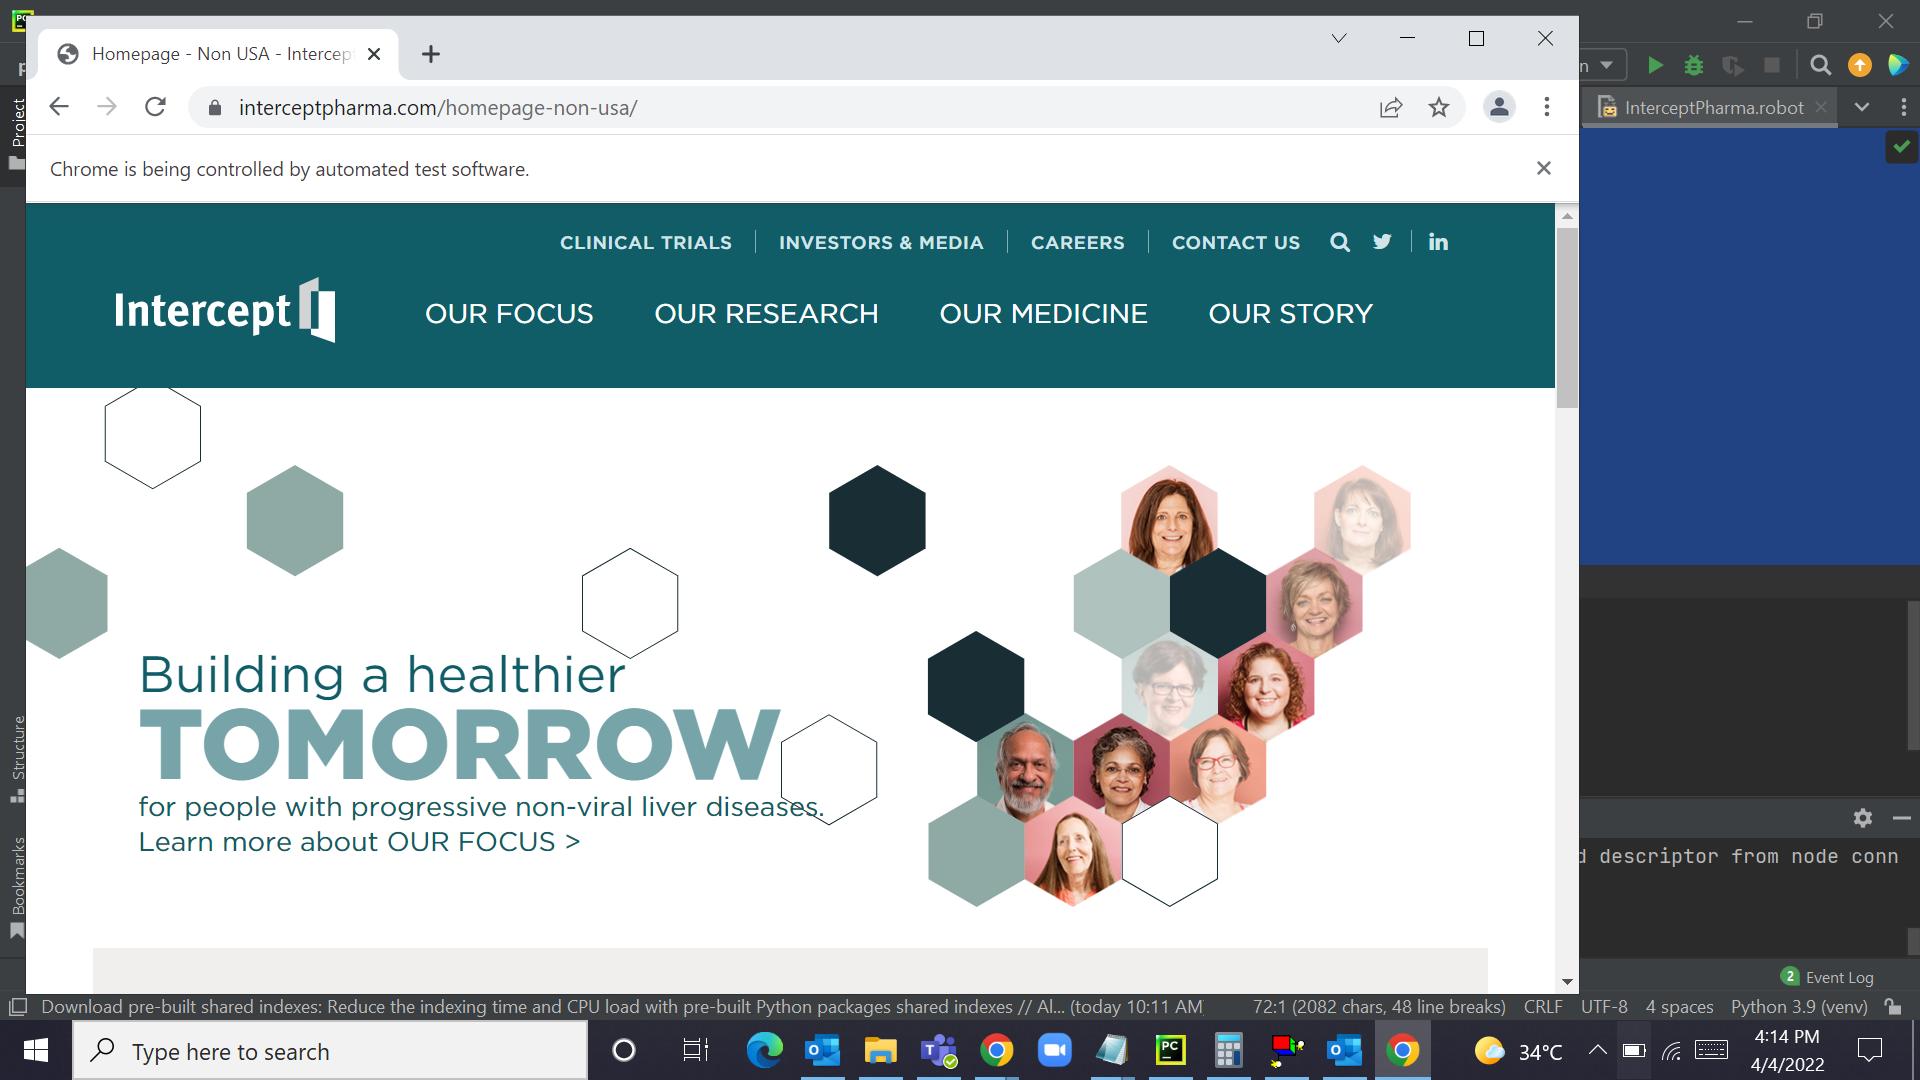 Homepage - Non USA - Intercep
interceptpharma.com/homepage-non-usa/
Chrome is being controlled by automated test software.
InterceptPharma.robot
Project
CLINICAL TRIALS
INVESTORS & MEDIA
CAREERS
CONTACT US
Intercept
OUR FOCUS
OUR RESEARCH
OUR MEDICINE
OUR STORY
Building a healthier
TOMORROW
for people with progressive non-viral liver diseases.
Learn more about OUR FOCUS >
Structure
Bookmarks
d descriptor from node conn
2 Event Log
Download pre-built shared indexes: Reduce the indexing time and CPU load with pre-built Python packages shared indexes // Al... (today 10:11 AM
72:1 (2082 chars, 48 line breaks)
CRLF
UTF-8
4 spaces
Python 3.9 (venv)
Type here to search
34°C
4:14 PM
4/4/2022